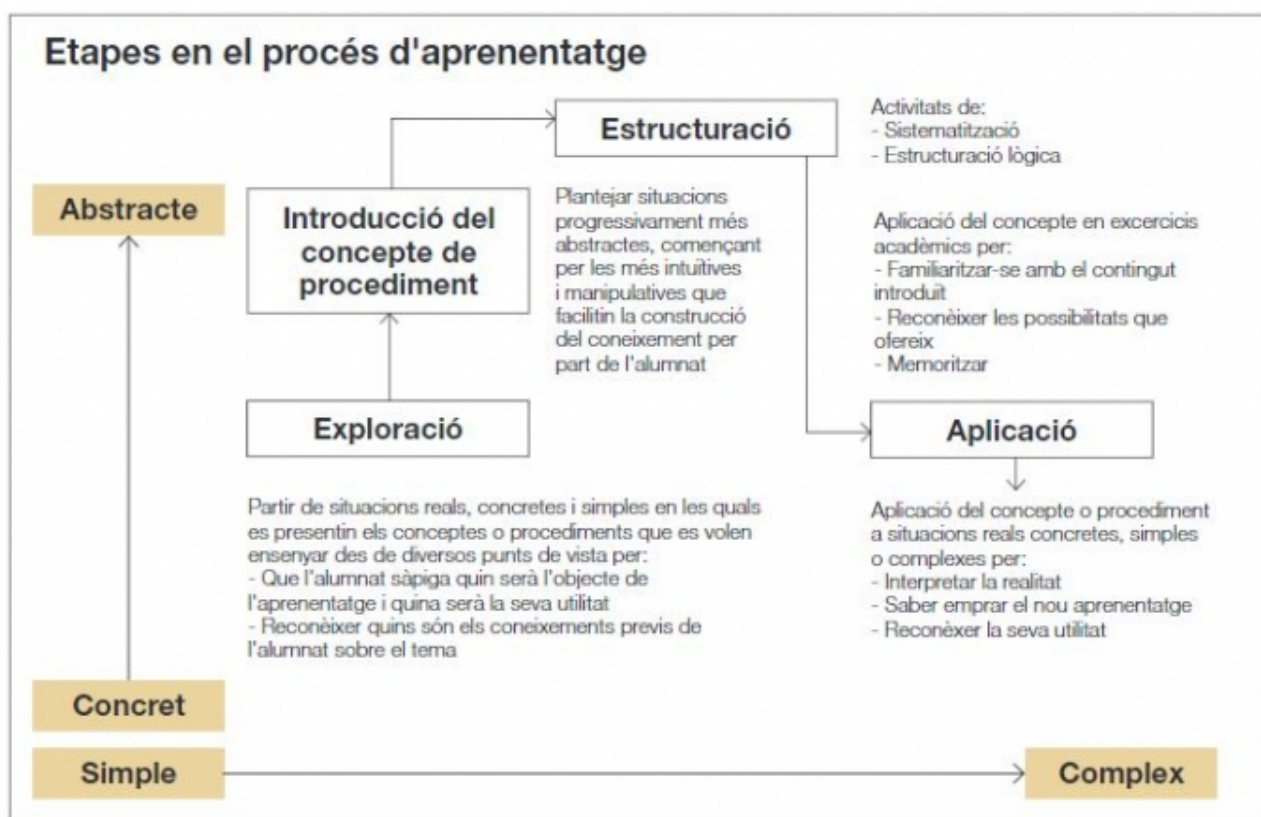 Etapes en el procés d'aprenentatge
Estructuració
Activitats de:
- Sistematització
- Estructuració lògica
Abstracte
Introducció del
concepte de
procediment
Plantejar situacions
progressivament més
abstractes, començant
per les més intuïtives
i manipulatives que
facilitin la construcció
del coneixement per
part de l'alumnat
Aplicació del concepte en excercicis
acadèmics per:
- Familiaritzar-se amb el contingut
introduït
- Reconèixer les possibilitats que
ofereix
- Memoritzar
Exploració
Aplicació
Partir de situacions reals, concretes i simples en les quals
es presentin els conceptes o procediments que es volen
ensenyar des de diversos punts de vista per:
- Que l'alumnat sàpiga quin serà l'objecte de
l'aprenentatge i quina serà la seva utilitat
- Reconèixer quins són els coneixements previs de
l'alumnat sobre el tema
Aplicació del concepte o procediment
a situacions reals concretes, simples
o complexes per:
- Interpretar la realitat
- Saber emprar el nou aprenentatge
- Reconèxer la seva utilitat
Concret
Simple
Complex